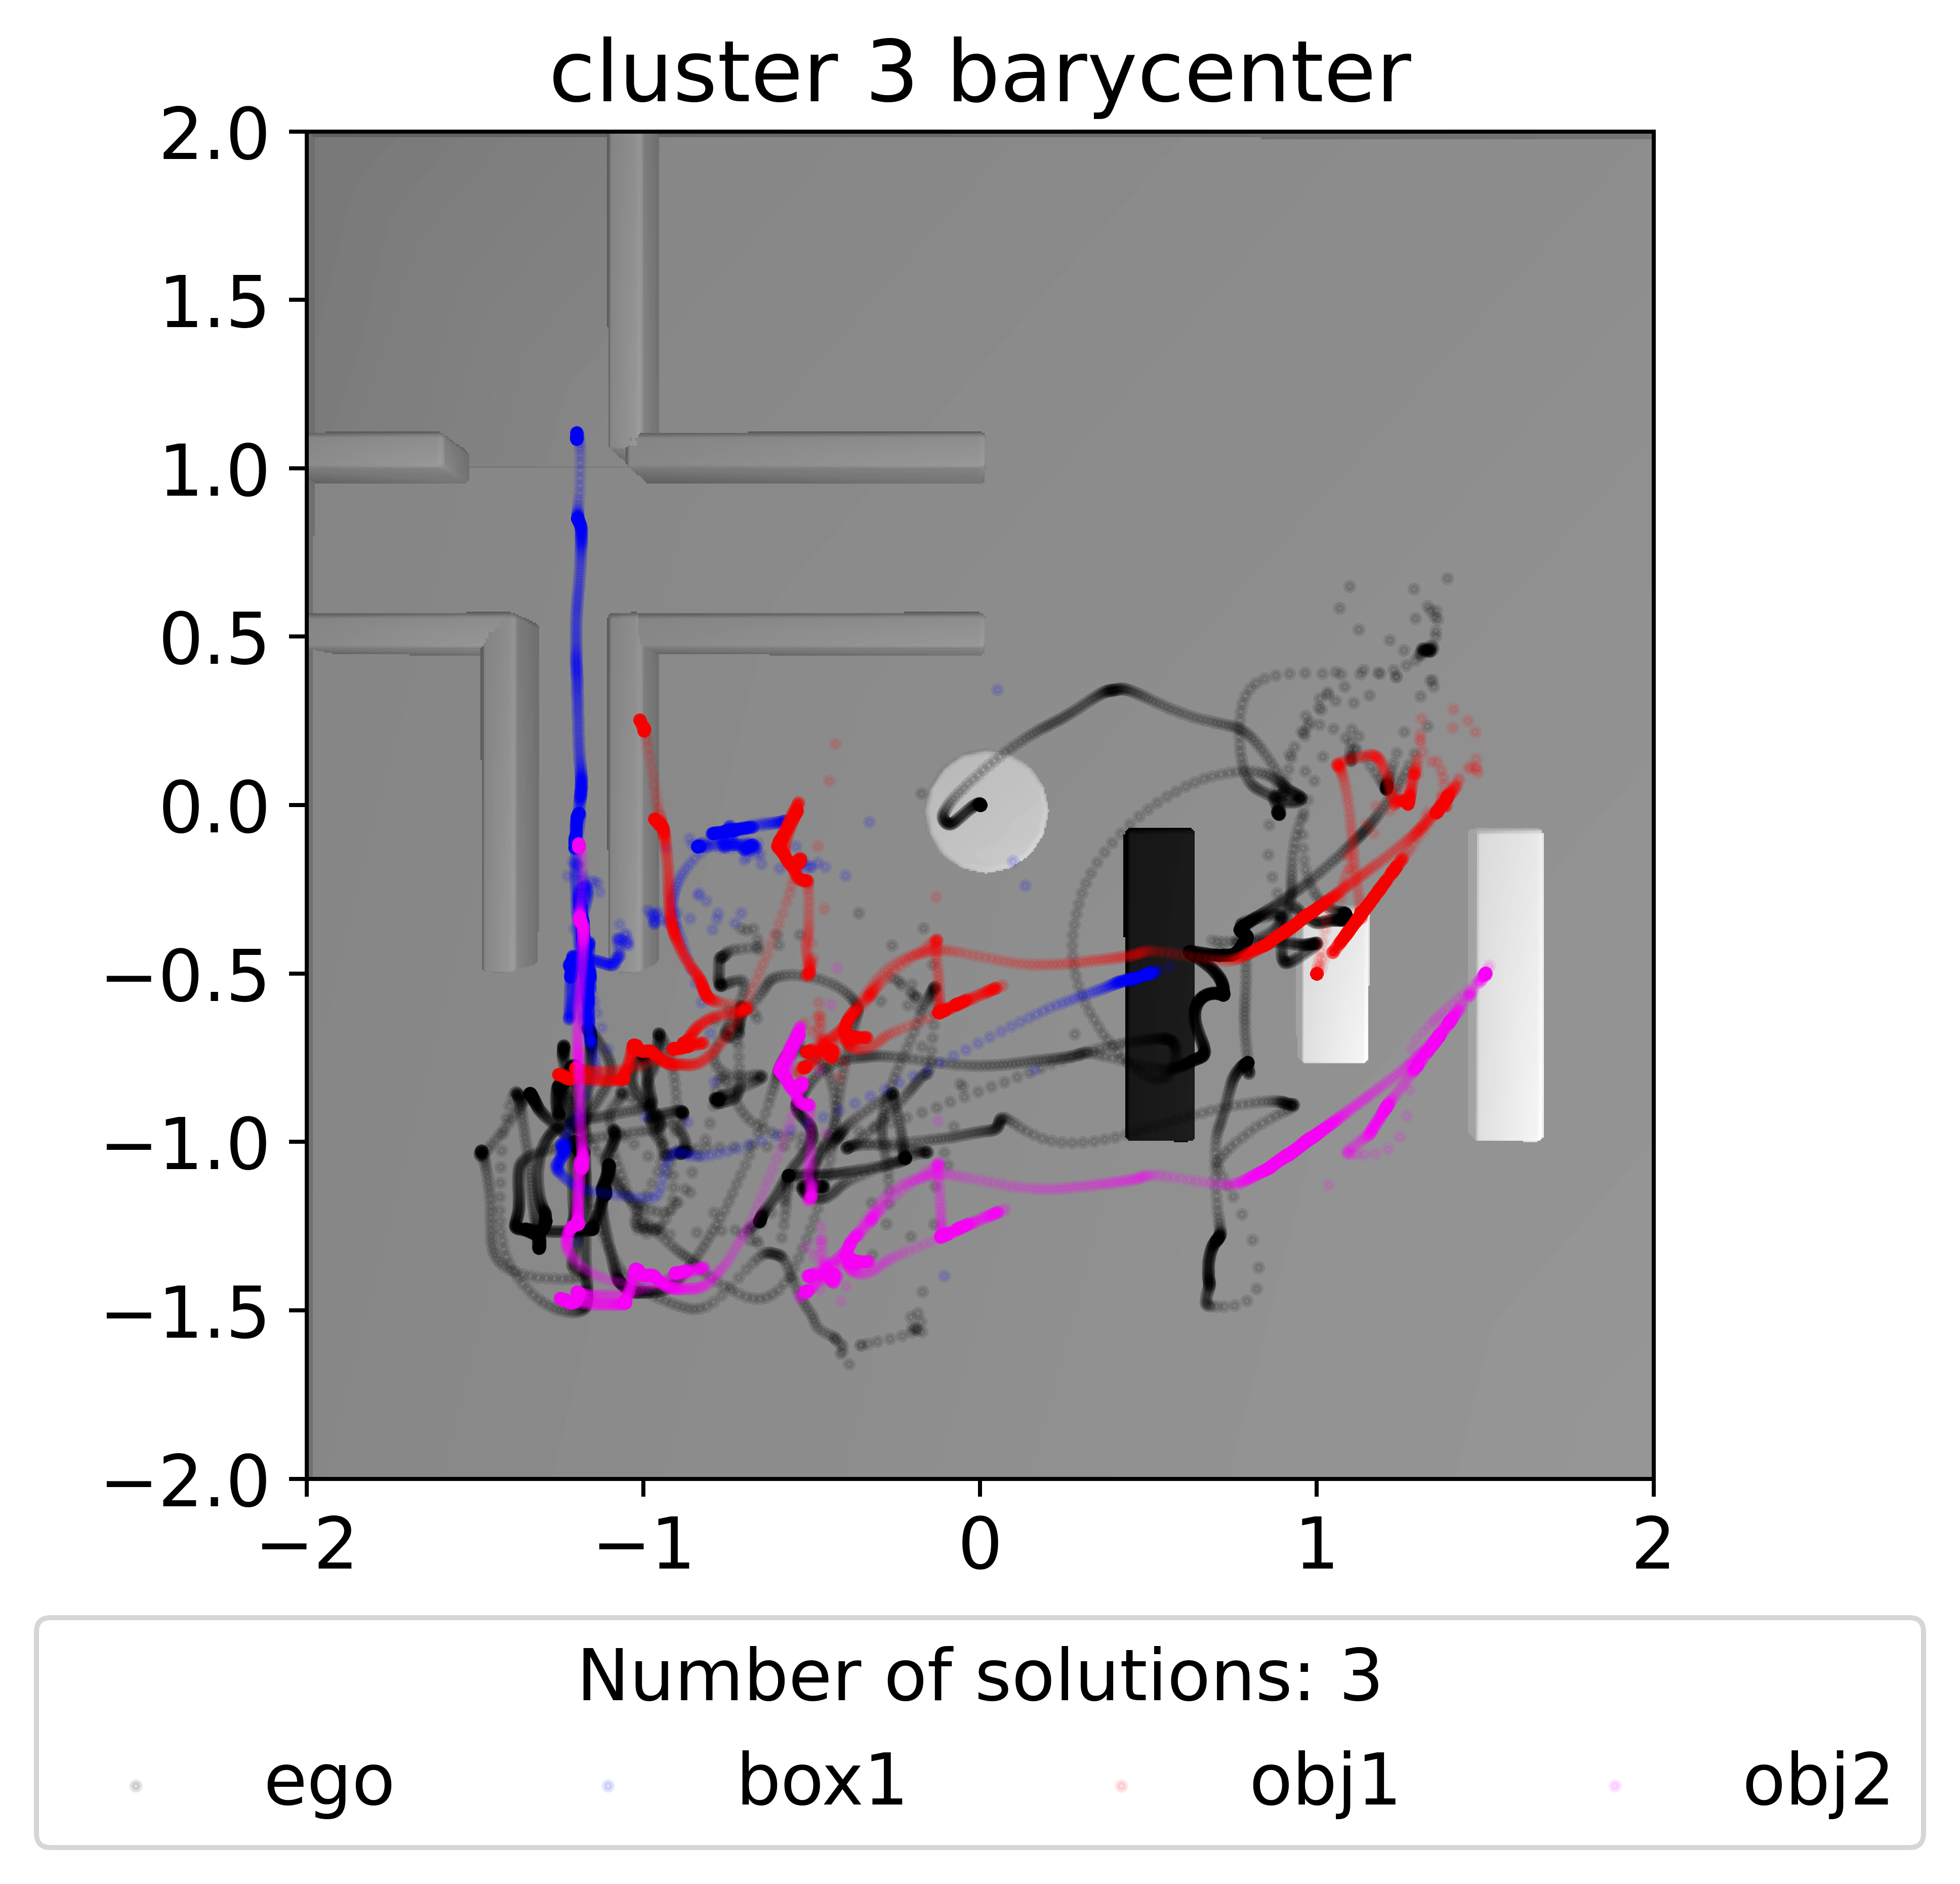 cluster 3 barycenter
2.0
1.5
1.0
0.5
0.0
−0.5
−1.0
−1.5
−2.0
−2 −1 0 1 2
Number of solutions: 3
ego box1 obj1 obj2